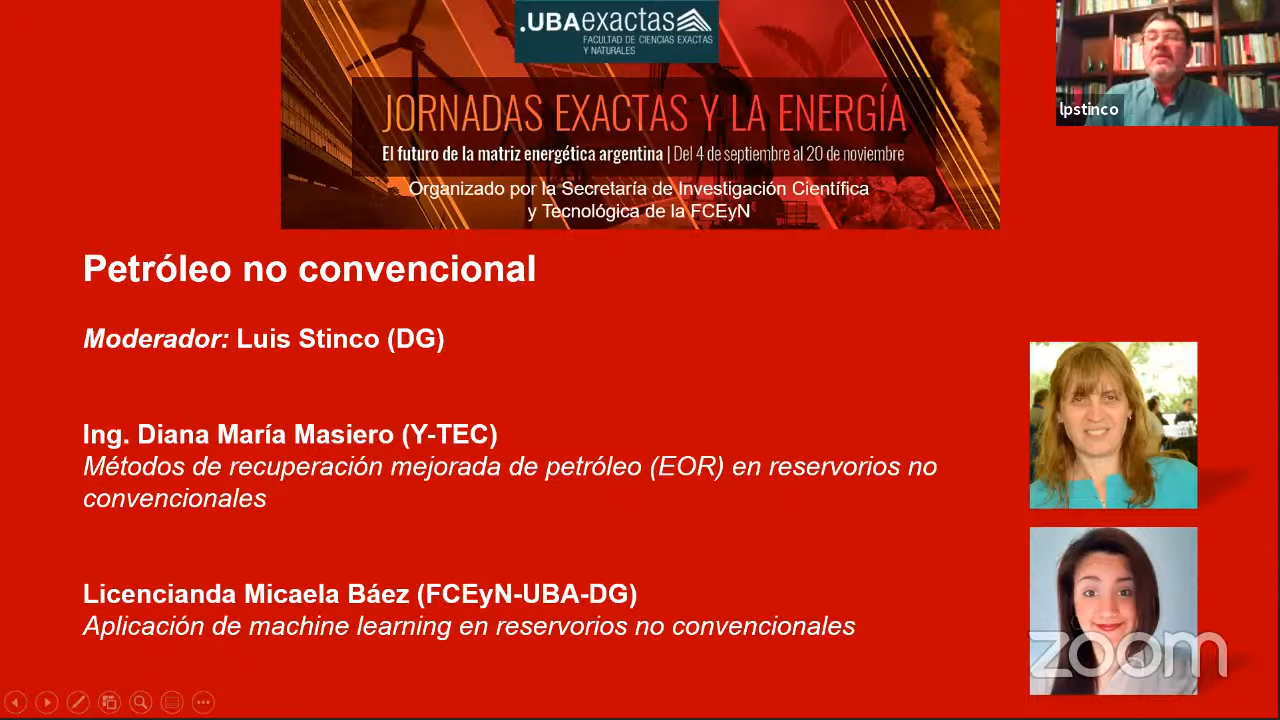 .UBAexactas
FACULTAD DE CIENCIAS EXACTAS
Y NATURALES
JORNADAS EXACTAS Y LA ENERGÍA
El futuro de la matriz energética argentina | Del 4 de septiembre al 20 de noviembre
Organizado por la Secretaría de Investigación Científica
y Tecnológica de la FCEyN
lpstinco
Petróleo no convencional
Moderador: Luis Stinco (DG)
Ing. Diana María Masiero (Y-TEC)
Métodos de recuperación mejorada de petróleo (EOR) en reservorios no
convencionales
Licencianda Micaela Báez (FCEyN-UBA-DG)
Aplicación de machine learning en reservorios no convencionales
zoom